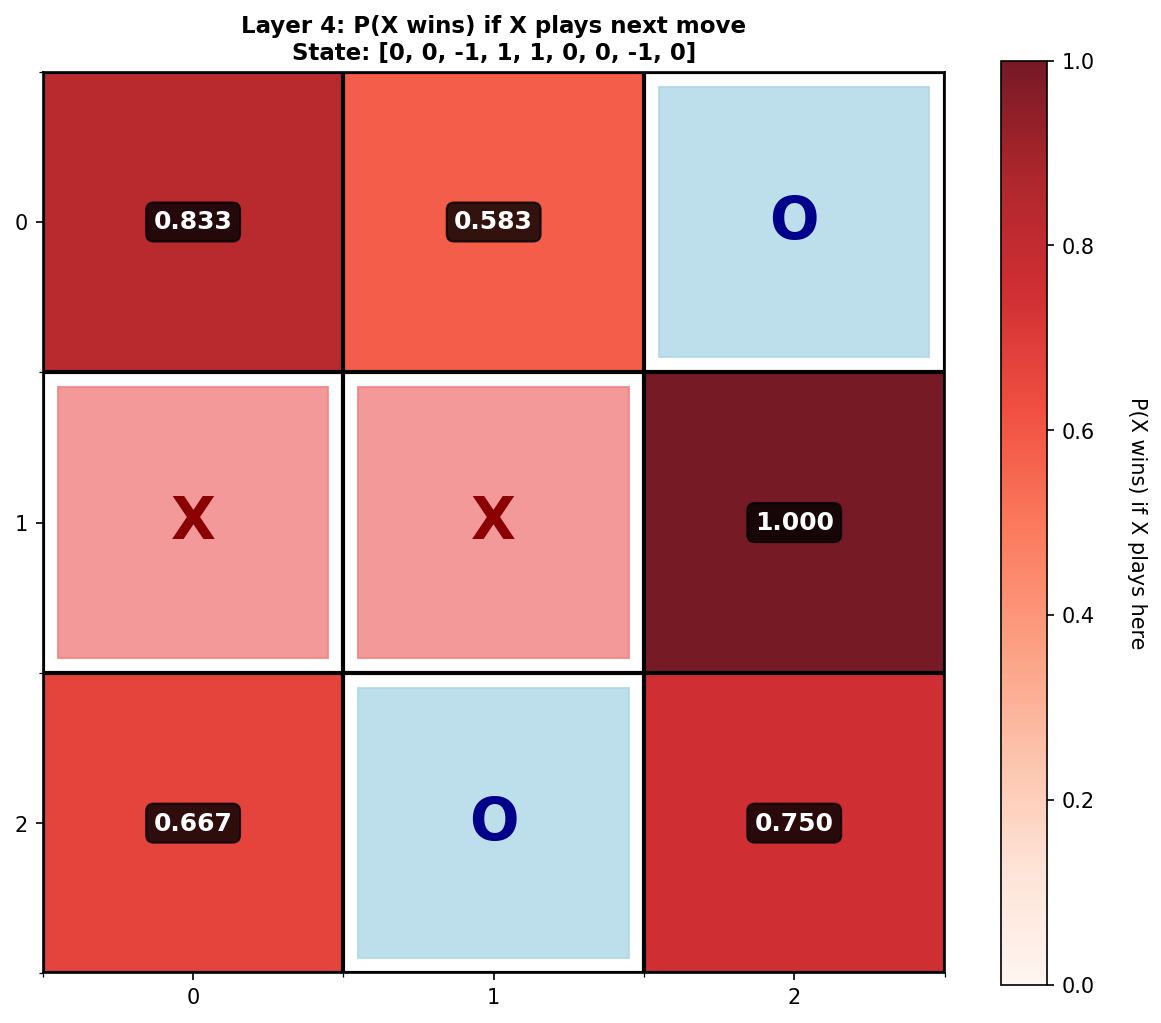 Layer 4: P(X wins) if X plays next move
State: [0, 0, -1, 1, 1, 0, 0, -1, 0]
0
0.833
0.583
O
1
X
X
1.000
2
0.667
O
0.750
0
1
2
1.0
0.8
0.6
0.4
0.2
0.0
P(X wins) if X plays here